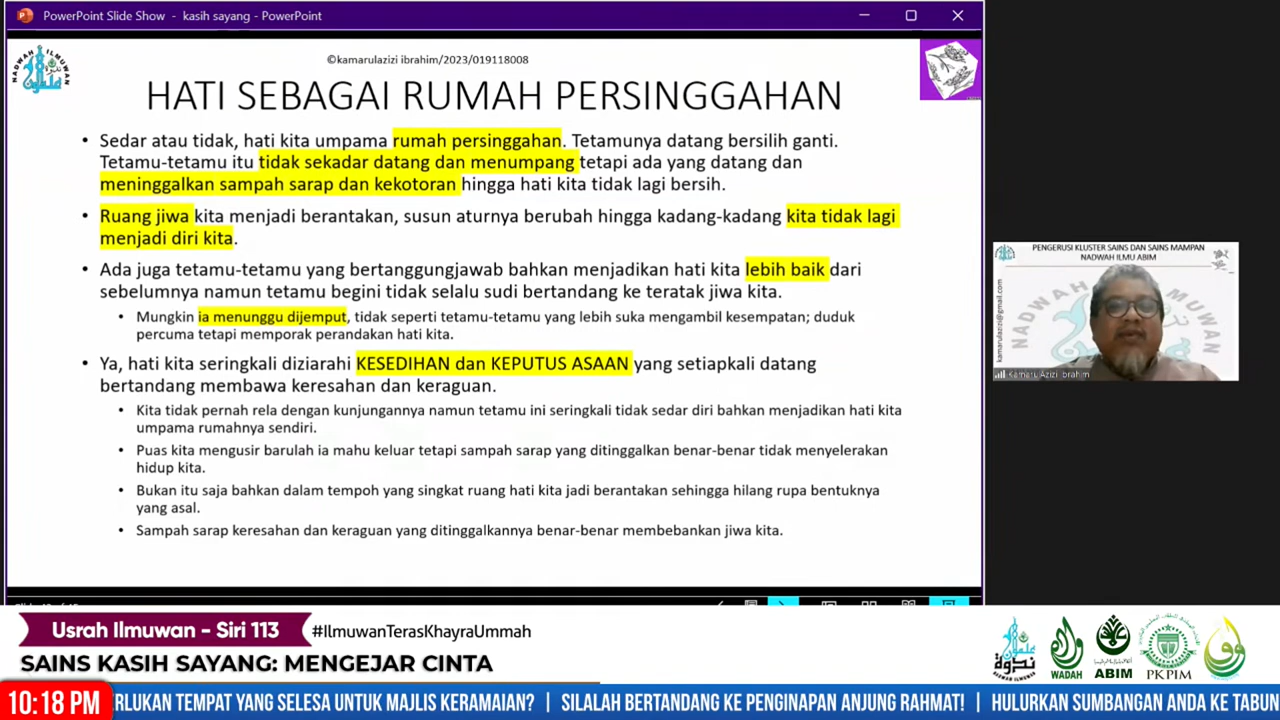 PowerPoint Slide Show - kasih sayang - PowerPoint
NADWAH ILMUWAN
©kamarulazizi ibrahim/2023/019118008
HATI SEBAGAI RUMAH PERSINGGAHAN
• Sedar atau tidak, hati kita umpama rumah persinggahan. Tetamunya datang bersilih ganti.
Tetamu-tetamu itu tidak sekadar datang dan menumpang tetapi ada yang datang dan
meninggalkan sampah sarap dan kekotoran hingga hati kita tidak lagi bersih.
• Ruang jiwa kita menjadi berantakan, susun aturnya berubah hingga kadang-kadang kita tidak lagi
menjadi diri kita.
• Ada juga tetamu-tetamu yang bertanggungjawab bahkan menjadikan hati kita lebih baik dari
sebelumnya namun tetamu begini tidak selalu sudi bertandang ke teratak jiwa kita.
• Mungkin ia menunggu dijemput, tidak seperti tetamu-tetamu yang lebih suka mengambil kesempatan; duduk
percuma tetapi memporak perandakan hati kita.
• Ya, hati kita seringkali diziarahi KESEDIHAN dan KEPUTUS ASAAN yang setiapkali datang
bertandang membawa keresahan dan keraguan.
• Kita tidak pernah rela dengan kunjungannya namun tetamu ini seringkali tidak sedar diri bahkan menjadikan hati kita
umpama rumahnya sendiri.
• Puas kita mengusir barulah ia mahu keluar tetapi sampah sarap yang ditinggalkan benar-benar tidak menyelerakan
hidup kita.
• Bukan itu saja bahkan dalam tempoh yang singkat ruang hati kita jadi berantakan sehingga hilang rupa bentuknya
yang asal.
• Sampah sarap keresahan dan keraguan yang ditinggalkannya benar-benar membebankan jiwa kita.
PENGERUSI KLUSTER SAINS DAN SAINS MAMPAN
NADWAH ILMU ABIM
kamarulazizi@gmail.com
Kamarul Azizi Ibrahim
Usrah Ilmuwan - Siri 113
#IlmuwanTerasKhayraUmmah
SAINS KASIH SAYANG: MENGEJAR CINTA
WADAH
ABIM
PKPIM
10:18 PM
ERLUKAN TEMPAT YANG SELESA UNTUK MAJLIS KERAMAIAN? | SILALAH BERTANDANG KE PENGINAPAN ANJUNG RAHMAT! | HULURKAN SUMBANGAN ANDA KE TABUN